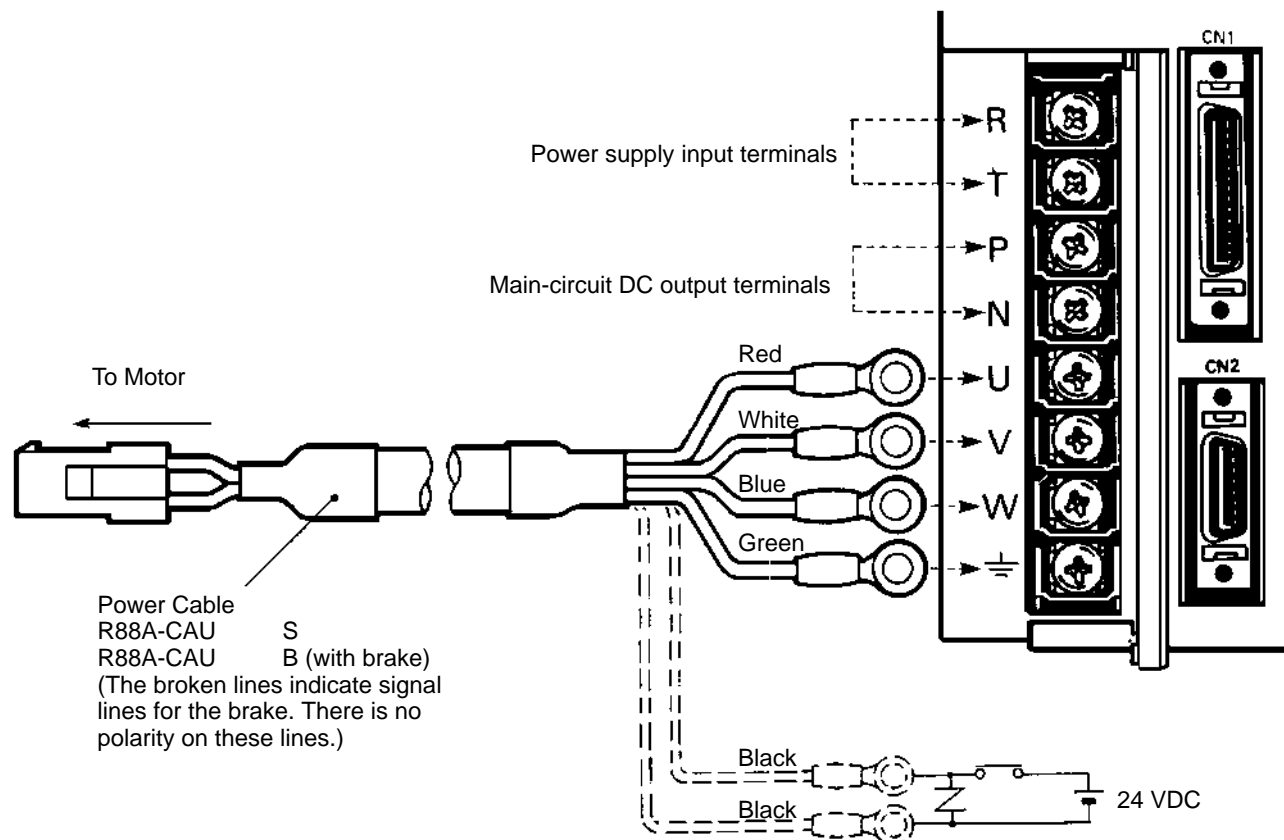 CN1
R
Power supply input terminals
T
P
Main-circuit DC output terminals
N
Red
To Motor
U
CN2
White
V
Blue
W
Green
Power Cable
R88A-CAU S
R88A-CAU B (with brake)
(The broken lines indicate signal
lines for the brake. There is no
polarity on these lines.)
Black
24 VDC
Black